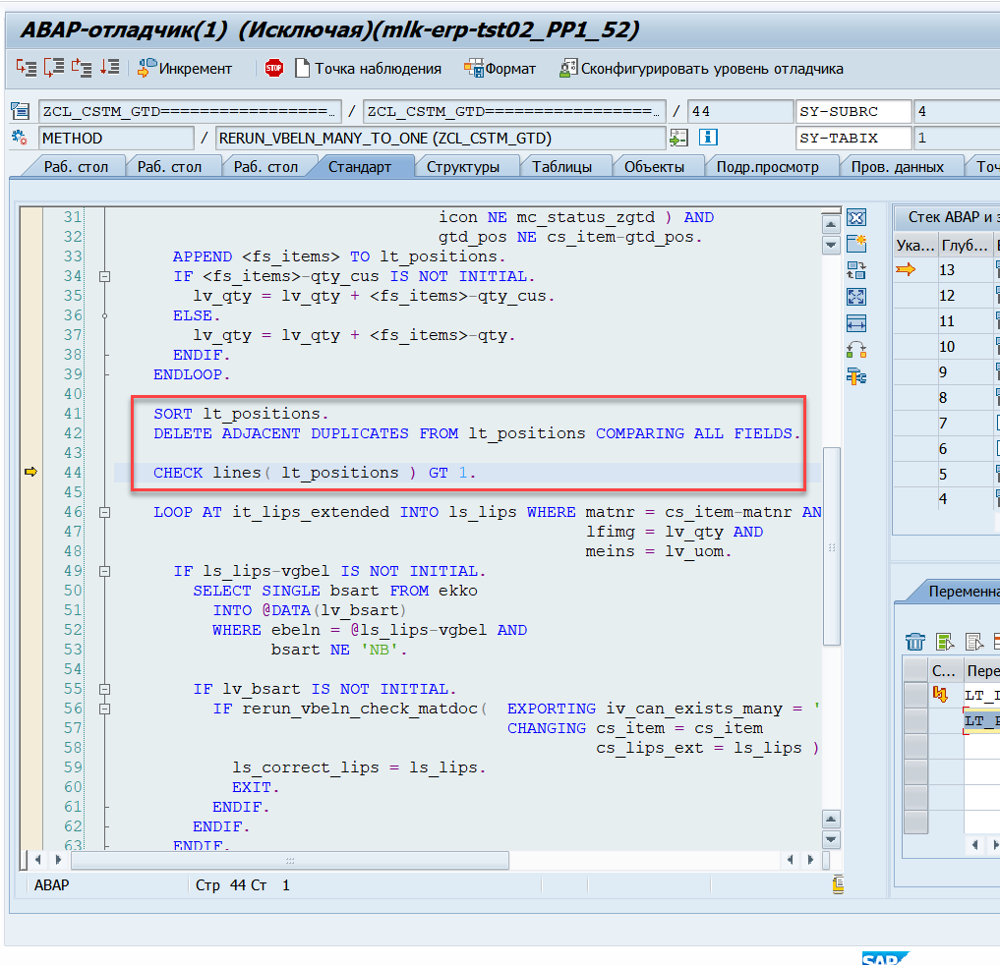 АВАР-отладчик(1) (Исключая)(mlk-erp-tst02_PP1_52)
Инкремент STOP Точка наблюдения Формат Сконфигурировать уровень отладчика
ZCL_CSTM_GTD=================… / ZCL_CSTM_GTD=================… / 44 SY-SUBRC 4
METHOD / RERUN_VBELN_MANY_TO_ONE (ZCL_CSTM_GTD) SY-TABIX 1
Раб. стол Раб. стол Раб. стол Стандарт Структуры Таблицы Объекты Подр.просмотр Пров. данных
31 icon NE mc_status_zgtd ) AND
32 gtd_pos NE cs_item-gtd_pos.
33 APPEND <fs_items> TO lt_positions.
34 IF <fs_items>-qty_cus IS NOT INITIAL.
35 lv_qty = lv_qty + <fs_items>-qty_cus.
36 ELSE.
37 lv_qty = lv_qty + <fs_items>-qty.
38 ENDIF.
39 ENDLOOP.
40
41 SORT lt_positions.
42 DELETE ADJACENT DUPLICATES FROM lt_positions COMPARING ALL FIELDS.
43
44 CHECK lines( lt_positions ) GT 1.
45
46 LOOP AT it_lips_extended INTO ls_lips WHERE matnr = cs_item-matnr AN
47 lfimg = lv_qty AND
48 meins = lv_uom.
49 IF ls_lips-vgbel IS NOT INITIAL.
50 SELECT SINGLE bsart FROM ekko
51 INTO @DATA(lv_bsart)
52 WHERE ebeln = @ls_lips-vgbel AND
53 bsart NE 'NB'.
54
55 IF lv_bsart IS NOT INITIAL.
56 IF rerun_vbeln_check_matdoc( EXPORTING iv_can_exists_many = '
57 CHANGING cs_item = cs_item
58 cs_lips_ext = ls_lips )
59 ls_correct_lips = ls_lips.
60 EXIT.
61 ENDIF.
62 ENDIF.
63 ENDIF.
ABAP Стр 44 Ст 1
Стек ABAP и
Ука… Глуб…
13
12
11
10
9
8
7
6
5
4
Переменна
С… Пере
LT_
LT_
SAP